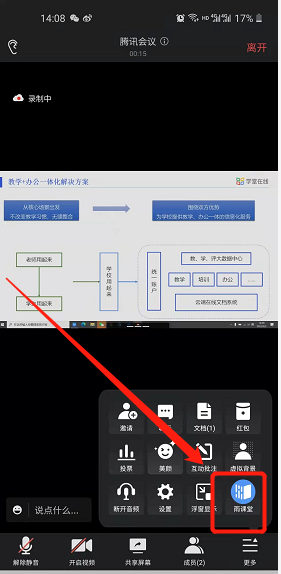 14:08
HD 4G 4G 17%
腾讯会议
00:15
离开
录制中
教学+办公一体化解决方案
学堂在线
从核心场景出发
不改变教学习惯，无缝整合
围绕双方优势
为学校提供教学、办公一体的信息化服务
老师用起来
学生用起来
学校用起来
统一账户
教、学、评大数据中心
教学
培训
办公
......
云端在线文档系统
邀请
文档(1)
红包
投票
美颜
互动批注
虚拟背景
断开音频
设置
浮窗显示
雨课堂
说点什么...
解除静音
开启视频
共享屏幕
成员(2)
更多